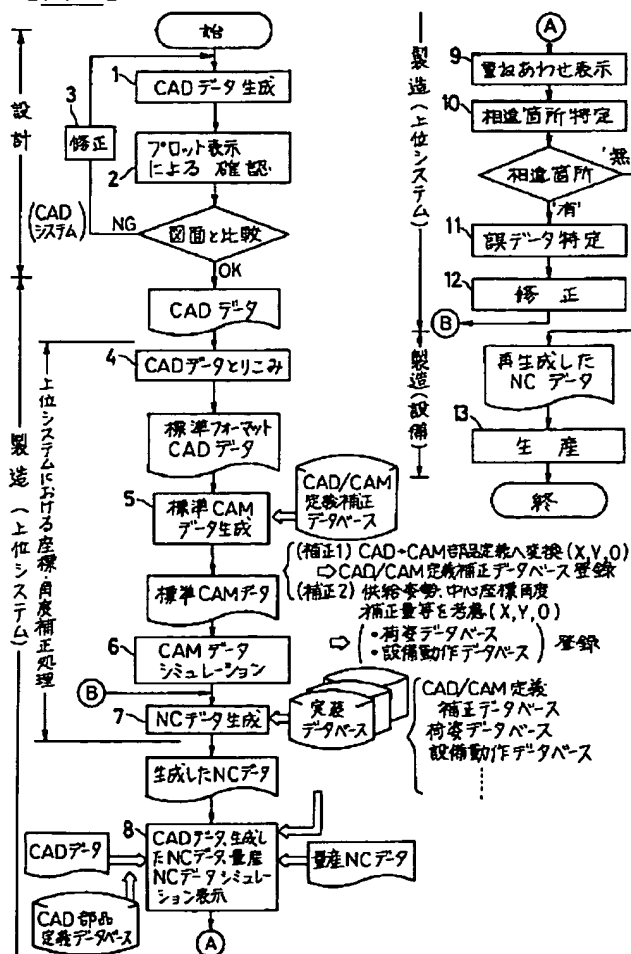 始
1
CADデータ生成
3
修正
2
プロット表示
による 確認
(CAD
システム)
NG
図面と比較
OK
設計
CAD データ
4
CADデータとりこみ
標準フォーマット
CADデータ
5
標準CAM
データ生成
CAD/CAM
定義補正
データベース
(補正1) CAD→CAM部品定義へ変換(X,Y,O)
⇨CAD/CAM定義補正データベース登録
標準CAMデータ
(補正2) 供給姿勢、中心座標角度
補正量等を考慮(X,Y,O)
⇨(・荷姿データベース
・設備動作データベース) 登録
6
CAMデータ
シミュレーション
B
7
NCデータ生成
実装
データベース
CAD/CAM定義
補正データベース
荷姿データベース
設備動作データベース
生成したNCデータ
8
CADデータ、生成し
たNCデータ、量産
NCデータシミュレー
ション表示
CADデータ
量産NCデータ
CAD部品
定義データベース
A
製造(上位システム)
上位システムにおける座標・角度補正処理
A
9
重ねあわせ表示
10
相違箇所特定
相違箇所
'無'
'有'
11
誤データ特定
12
修正
B
再生成した
NCデータ
13
生産
終
製造(上位システム)
製造(設備)